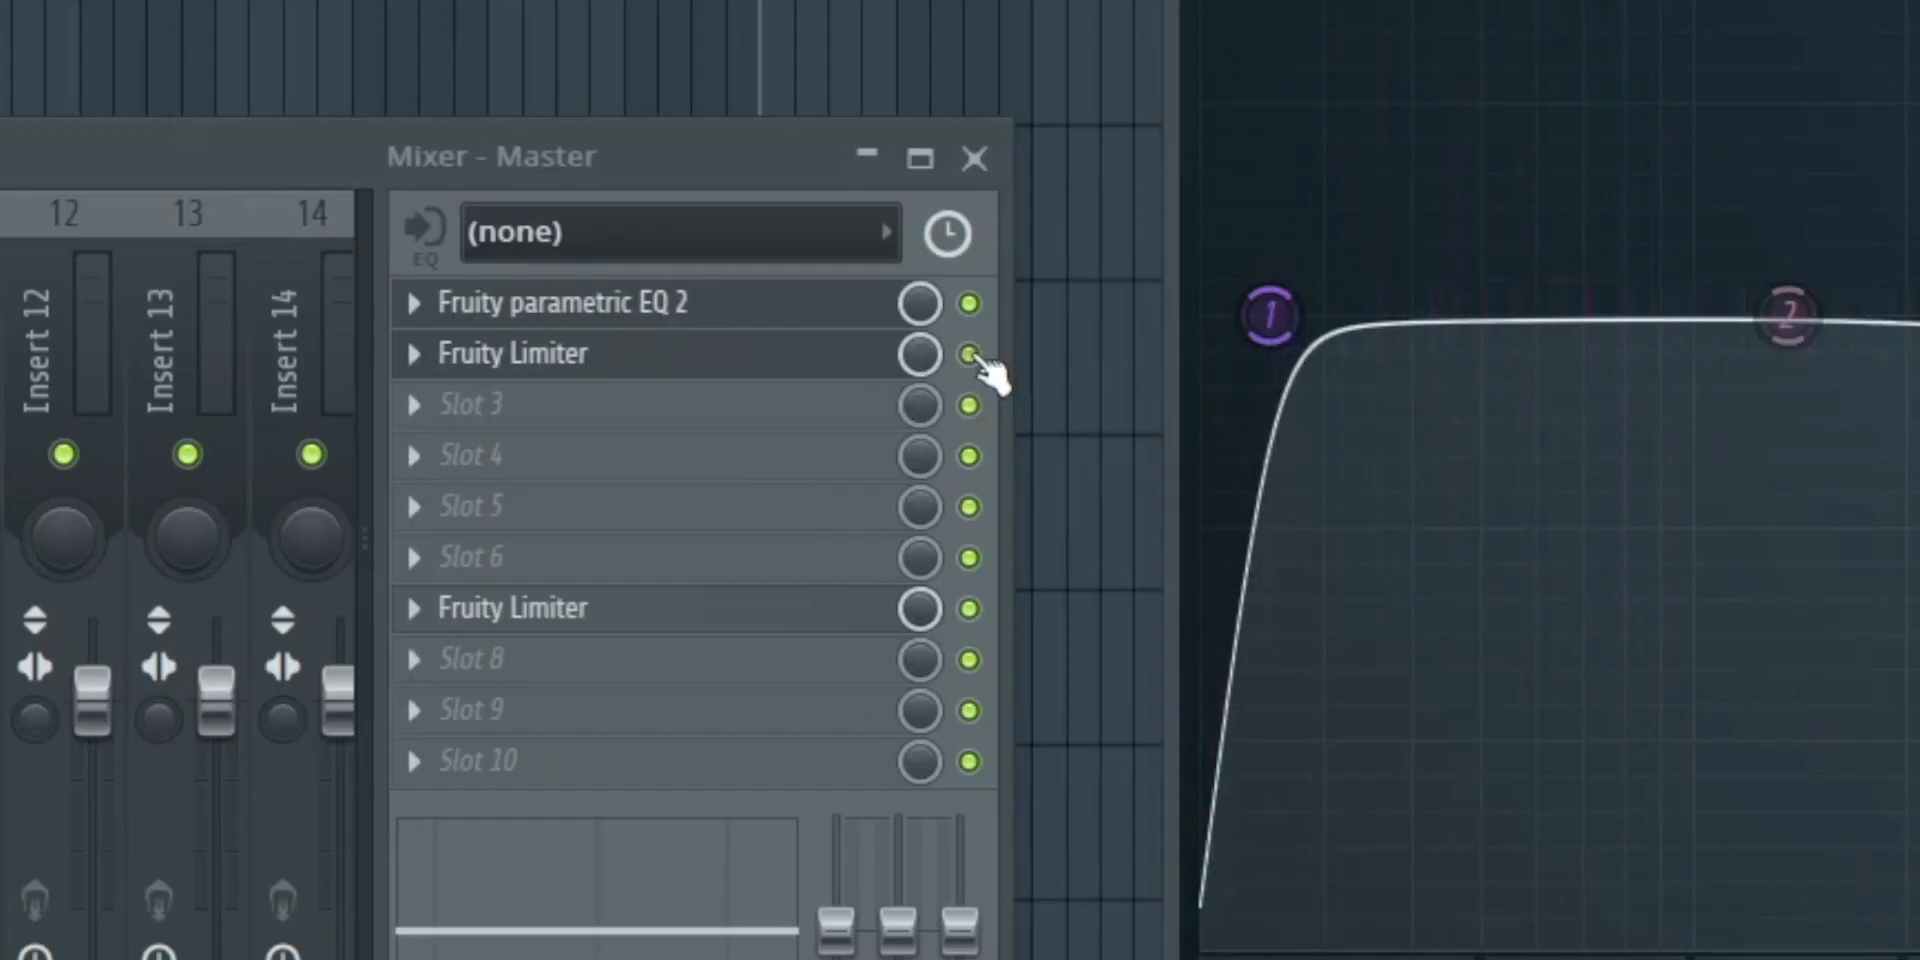 Mixer - Master
12
13
14
(none)
EQ
Insert 12
Insert 13
Insert 14
Fruity parametric EQ 2
Fruity Limiter
Slot 3
Slot 4
Slot 5
Slot 6
Fruity Limiter
Slot 8
Slot 9
Slot 10
1
2